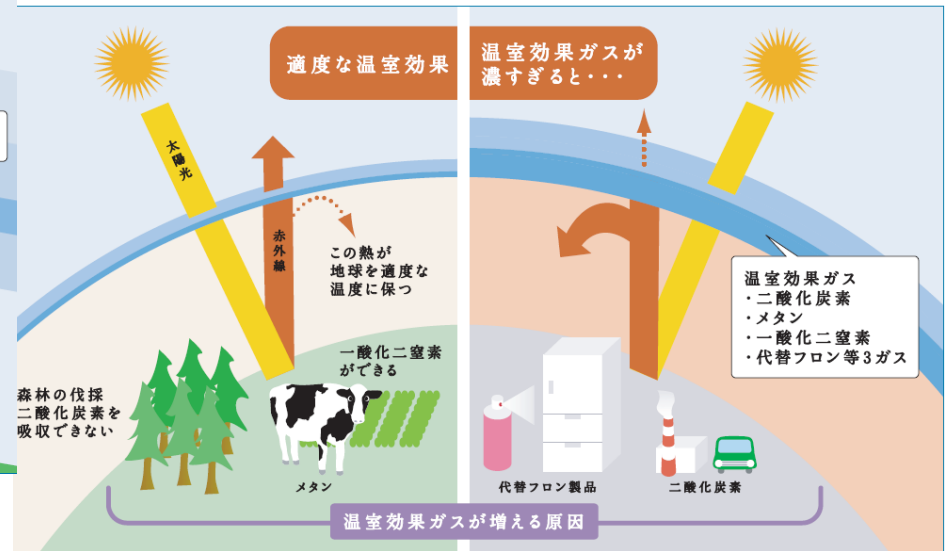 適度な温室効果
温室効果ガスが
濃すぎると・・・
太陽光
赤外線
この熱が
地球を適度な
温度に保つ
温室効果ガス
・二酸化炭素
・メタン
・一酸化二窒素
・代替フロン等3ガス
一酸化二窒素
ができる
森林の伐採
二酸化炭素を
吸収できない
メタン
代替フロン製品
二酸化炭素
温室効果ガスが増える原因